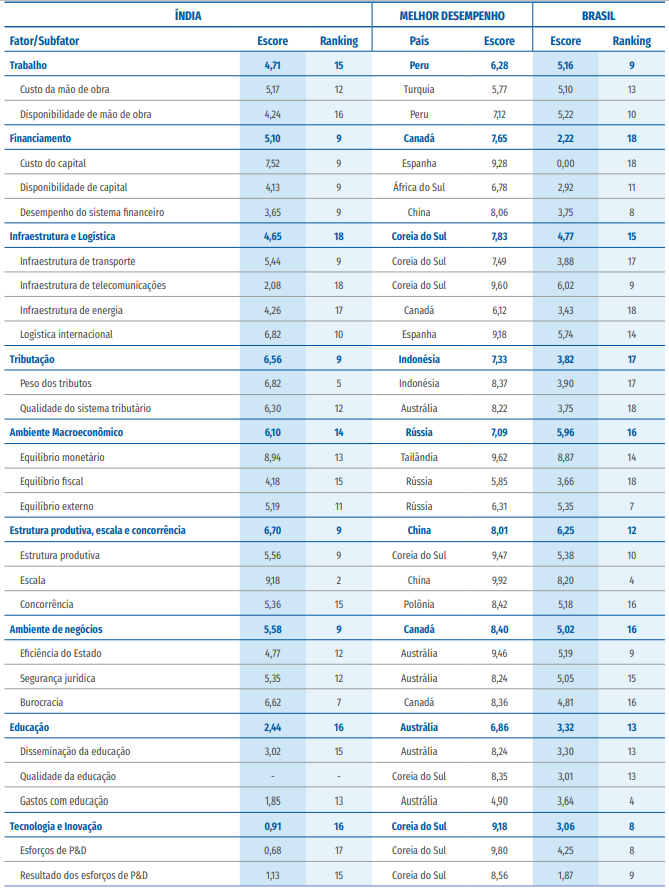 ÍNDIA MELHOR DESEMPENHO BRASIL
Fator/Subfator Escore Ranking País Escore Escore Ranking
Trabalho 4,71 15 Peru 6,28 5,16 9
Custo da mão de obra 5,17 12 Turquia 5,77 5,10 13
Disponibilidade de mão de obra 4,24 16 Peru 7,12 5,22 10
Financiamento 5,10 9 Canadá 7,65 2,22 18
Custo do capital 7,52 9 Espanha 9,28 0,00 18
Disponibilidade de capital 4,13 9 África do Sul 6,78 2,92 11
Desempenho do sistema financeiro 3,65 9 China 8,06 3,75 8
Infraestrutura e Logística 4,65 18 Coreia do Sul 7,83 4,77 15
Infraestrutura de transporte 5,44 9 Coreia do Sul 7,49 3,88 17
Infraestrutura de telecomunicações 2,08 18 Coreia do Sul 9,60 6,02 9
Infraestrutura de energia 4,26 17 Canadá 6,12 3,43 18
Logística internacional 6,82 10 Espanha 9,18 5,74 14
Tributação 6,56 9 Indonésia 7,33 3,82 17
Peso dos tributos 6,82 5 Indonésia 8,37 3,90 17
Qualidade do sistema tributário 6,30 12 Austrália 8,22 3,75 18
Ambiente Macroeconômico 6,10 14 Rússia 7,09 5,96 16
Equilíbrio monetário 8,94 13 Tailândia 9,62 8,87 14
Equilíbrio fiscal 4,18 15 Rússia 5,85 3,66 18
Equilíbrio externo 5,19 11 Rússia 6,31 5,35 7
Estrutura produtiva, escala e concorrência 6,70 9 China 8,01 6,25 12
Estrutura produtiva 5,56 9 Coreia do Sul 9,47 5,38 10
Escala 9,18 2 China 9,92 8,20 4
Concorrência 5,36 15 Polônia 8,42 5,18 16
Ambiente de negócios 5,58 9 Canadá 8,40 5,02 16
Eficiência do Estado 4,77 12 Austrália 9,46 5,19 9
Segurança jurídica 5,35 12 Austrália 8,24 5,05 15
Burocracia 6,62 7 Canadá 8,36 4,81 16
Educação 2,44 16 Austrália 6,86 3,32 13
Disseminação da educação 3,02 15 Austrália 8,24 3,30 13
Qualidade da educação - - Coreia do Sul 8,35 3,01 13
Gastos com educação 1,85 13 Austrália 4,90 3,64 4
Tecnologia e Inovação 0,91 16 Coreia do Sul 9,18 3,06 8
Esforços de P&D 0,68 17 Coreia do Sul 9,80 4,25 8
Resultado dos esforços de P&D 1,13 15 Coreia do Sul 8,56 1,87 9